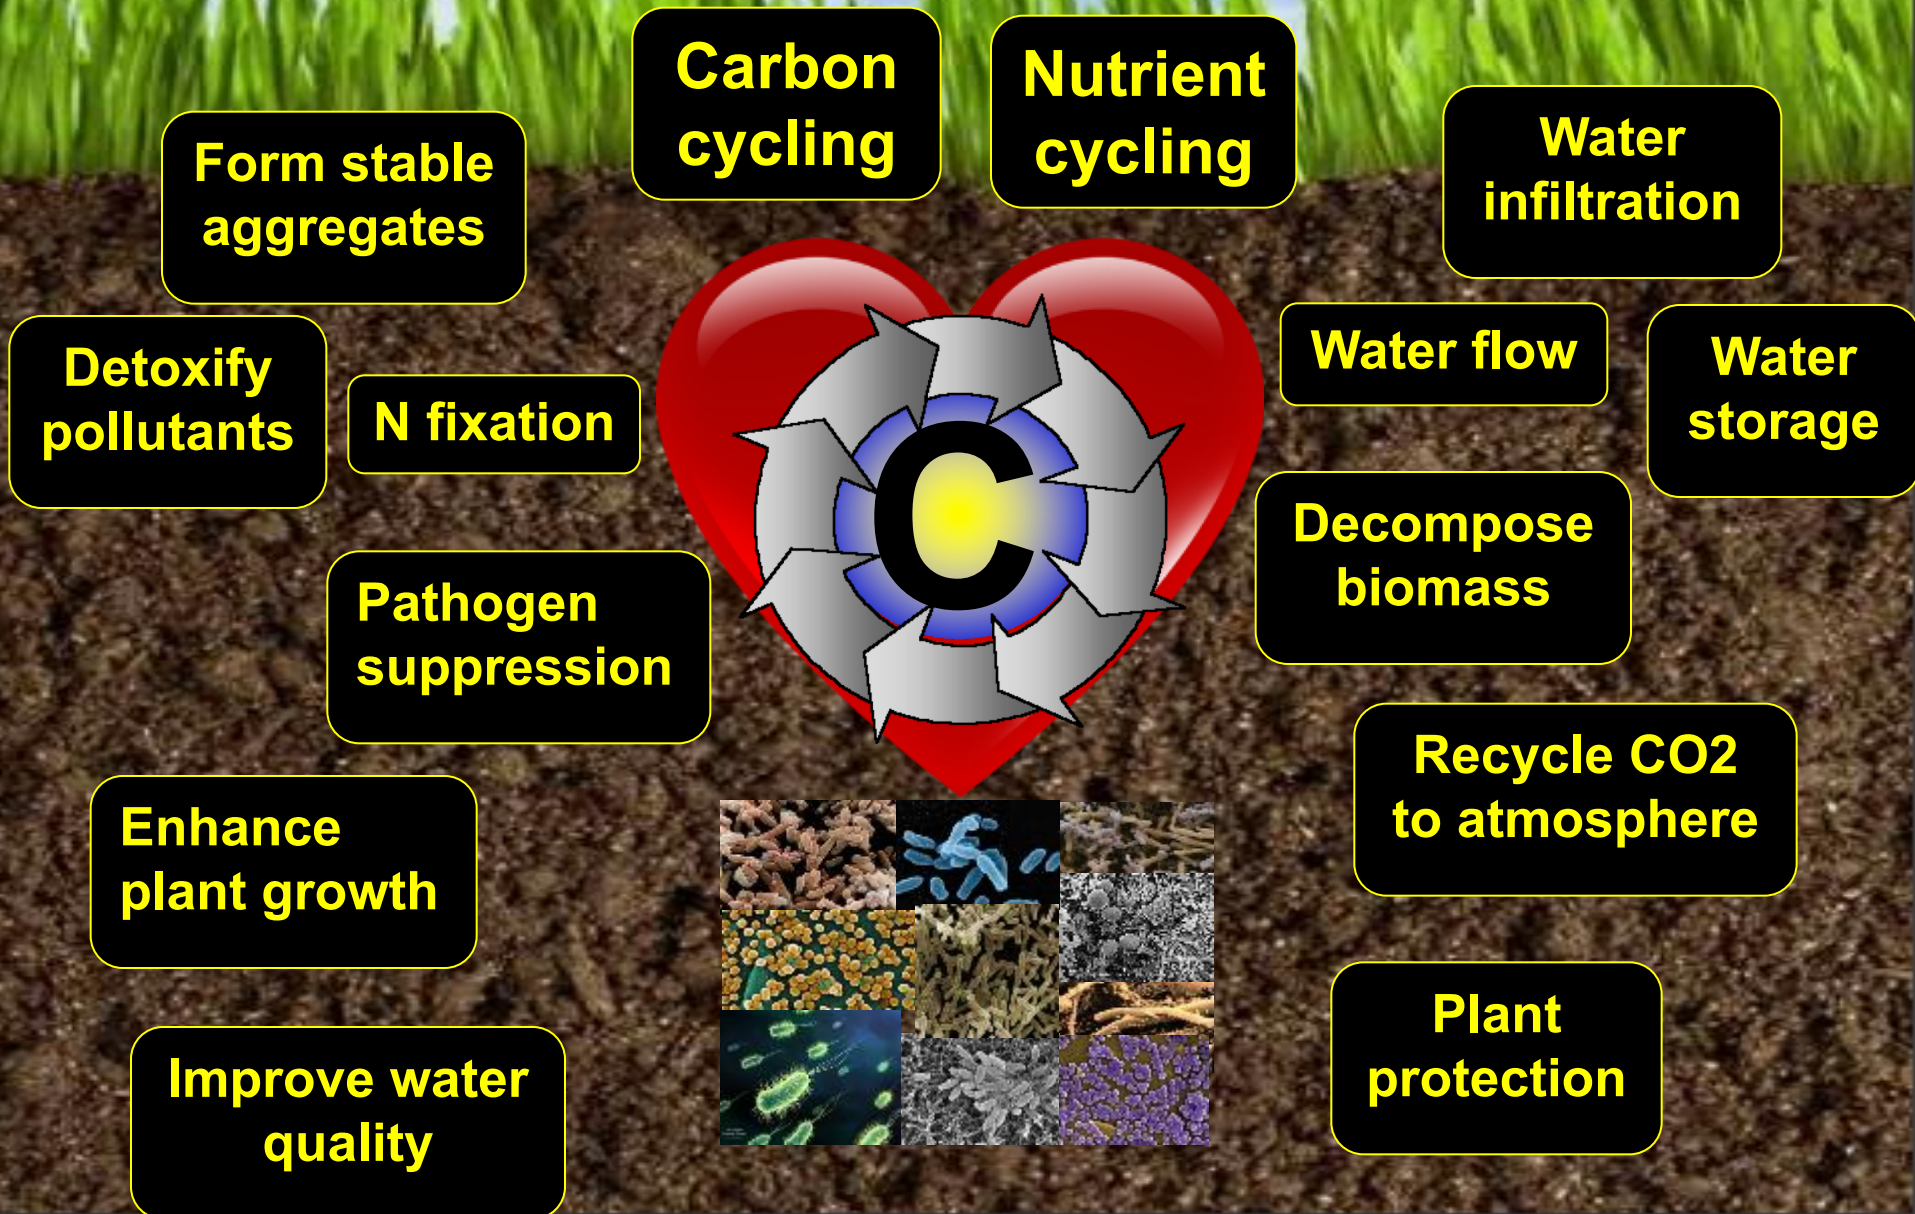 Carbon
cycling
Nutrient
cycling
Form stable
aggregates
Water
infiltration
Detoxify
pollutants
N fixation
Water flow
Water
storage
C
Decompose
biomass
Pathogen
suppression
Recycle CO2
to atmosphere
Enhance
plant growth
Plant
protection
Improve water
quality